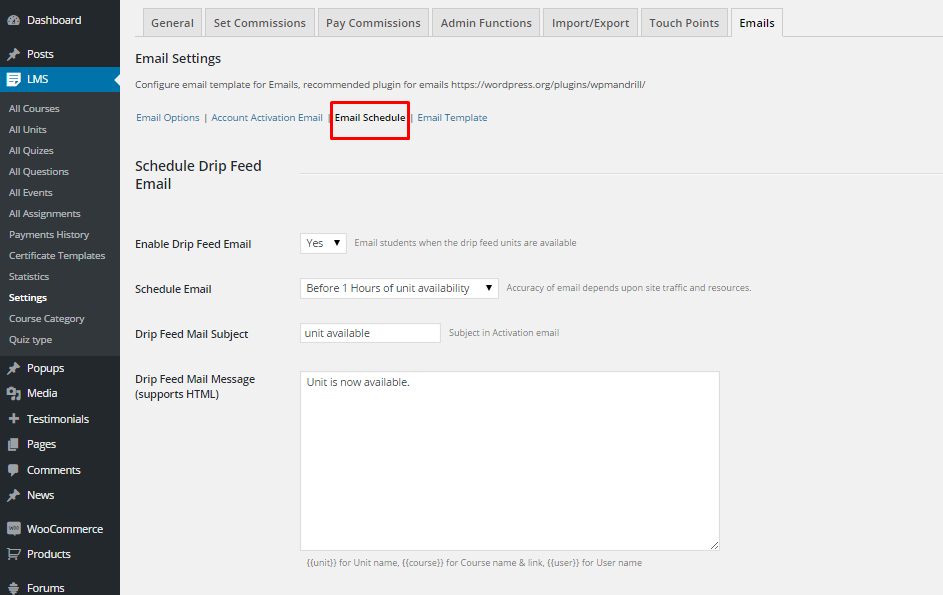 Dashboard
Posts
LMS
All Courses
All Units
All Quizes
All Questions
All Events
All Assignments
Payments History
Certificate Templates
Statistics
Settings
Course Category
Quiz type
Popups
Media
Testimonials
Pages
Comments
News
WooCommerce
Products
Forums
General Set Commissions Pay Commissions Admin Functions Import/Export Touch Points Emails
Email Settings
Configure email template for Emails, recommended plugin for emails https://wordpress.org/plugins/wpmandrill/
Email Options | Account Activation Email | Email Schedule | Email Template
Schedule Drip Feed
Email
Enable Drip Feed Email Yes Email students when the drip feed units are available
Schedule Email Before 1 Hours of unit availability Accuracy of email depends upon site traffic and resources.
Drip Feed Mail Subject unit available Subject in Activation email
Drip Feed Mail Message
(supports HTML)
Unit is now available.
{{unit}} for Unit name, {{course}} for Course name & link, {{user}} for User name